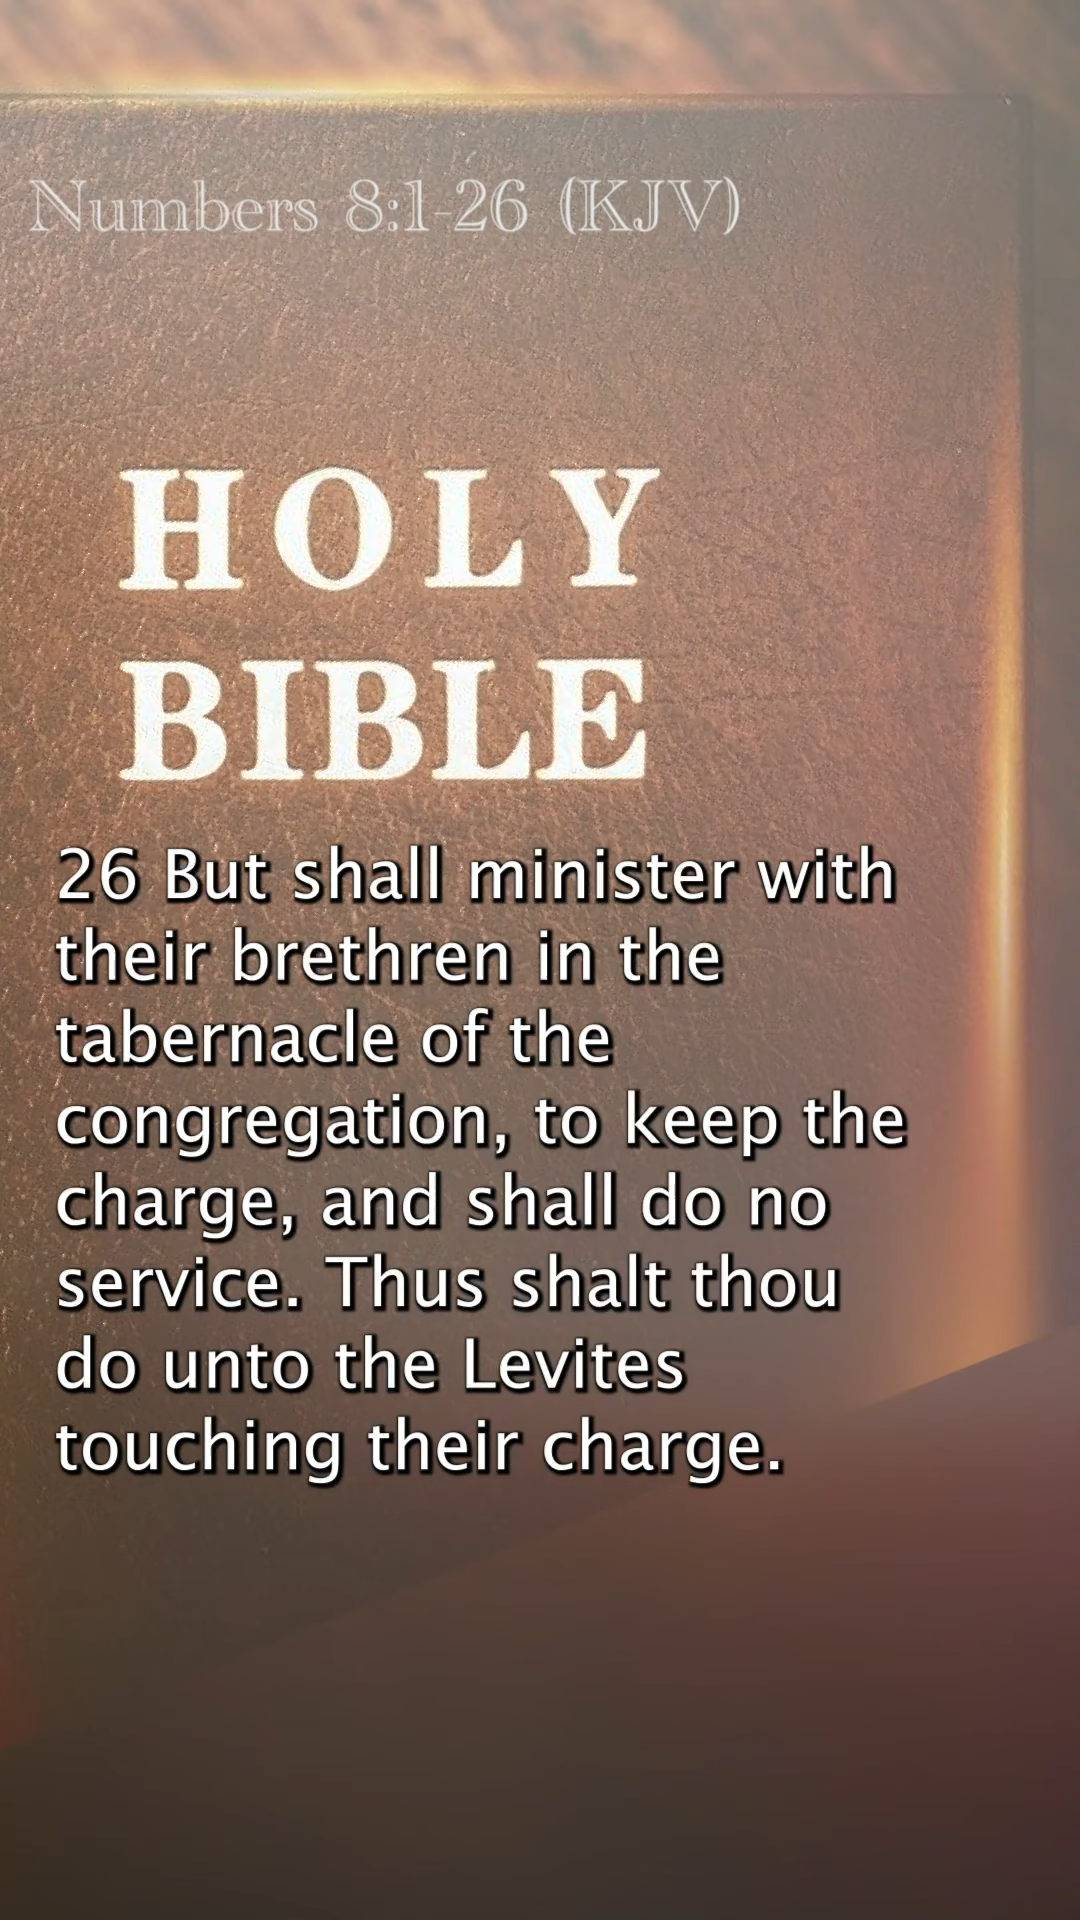 Numbers 8:1-26 (KJV)
HOLY
BIBLE
26 But shall minister with
their brethren in the
tabernacle of the
congregation, to keep the
charge, and shall do no
service. Thus shalt thou
do unto the Levites
touching their charge.